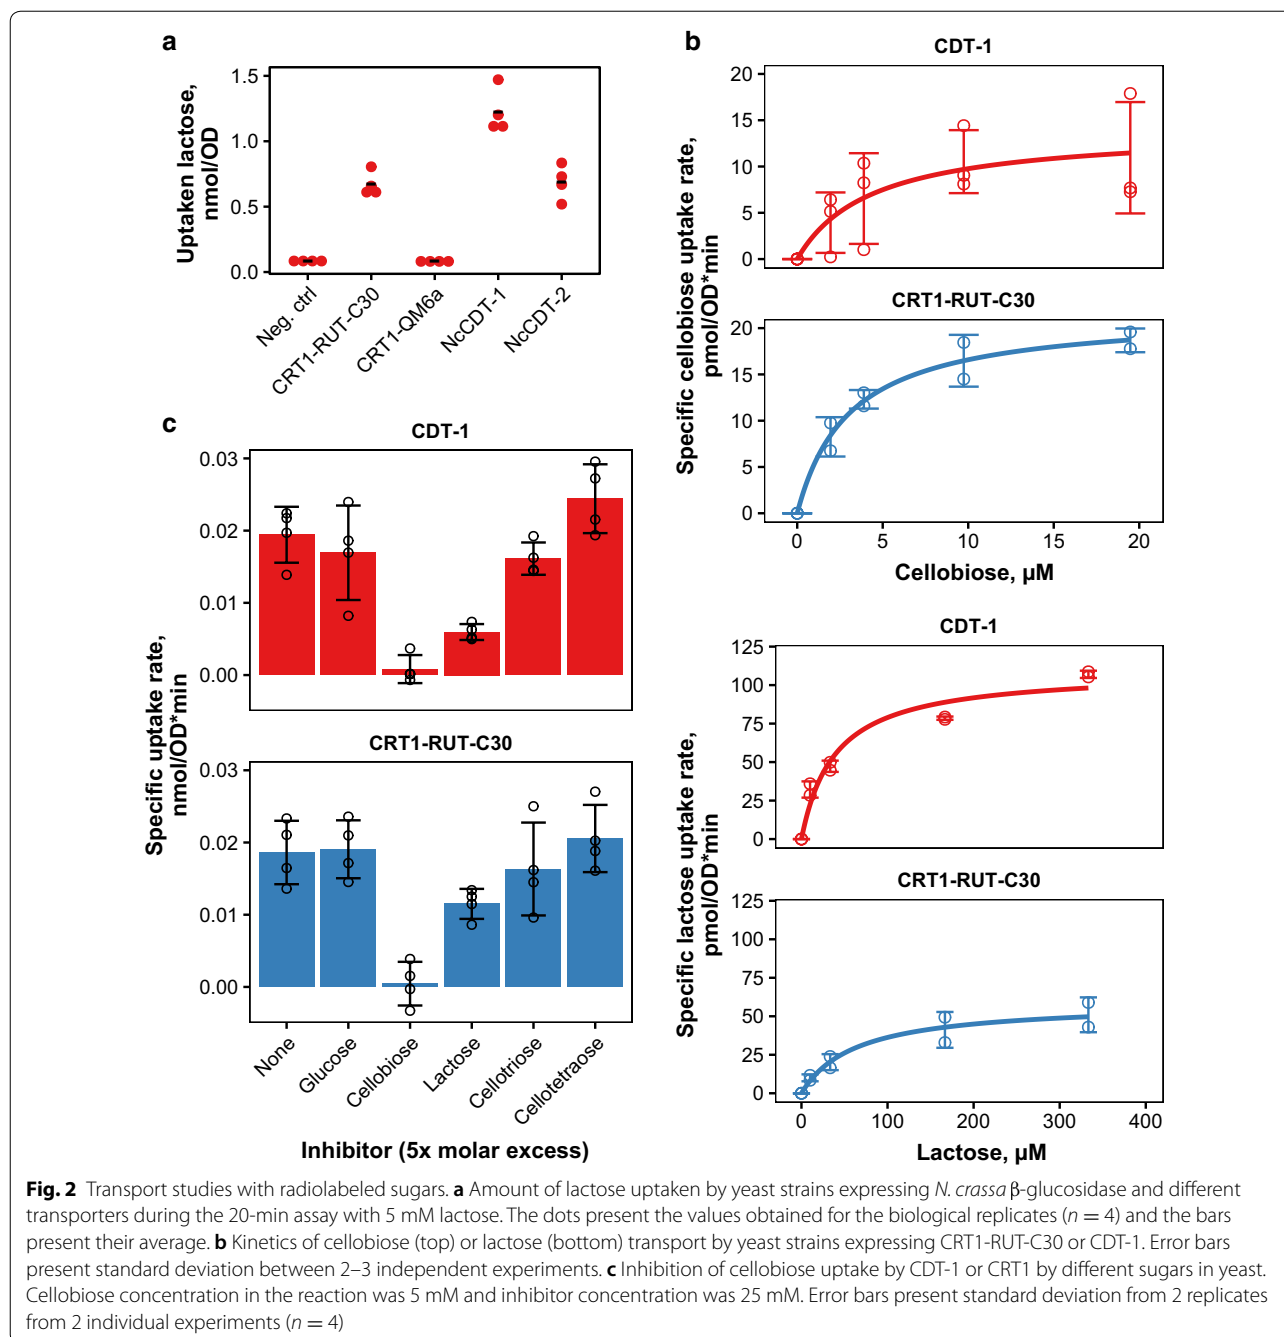 a
Uptaken lactose,
nmol/OD
1.5
1.0
0.5
0.0
Neg. ctrl
CRT1-RUT-C30
CRT1-QM6a
NcCDT-1
NcCDT-2
b
CDT-1
Specific cellobiose uptake rate,
pmol/OD*min
20
15
10
5
0
CRT1-RUT-C30
20
15
10
5
0
0 5 10 15 20
Cellobiose, µM
CDT-1
Specific lactose uptake rate,
pmol/OD*min
125
100
75
50
25
0
CRT1-RUT-C30
125
100
75
50
25
0
0 100 200 300 400
Lactose, µM
c
CDT-1
Specific uptake rate,
nmol/OD*min
0.03
0.02
0.01
0.00
CRT1-RUT-C30
0.03
0.02
0.01
0.00
None
Glucose
Cellobiose
Lactose
Cellotriose
Cellotetraose
Inhibitor (5x molar excess)
Fig. 2 Transport studies with radiolabeled sugars. a Amount of lactose uptaken by yeast strains expressing N. crassa β-glucosidase and different
transporters during the 20-min assay with 5 mM lactose. The dots present the values obtained for the biological replicates (n = 4) and the bars
present their average. b Kinetics of cellobiose (top) or lactose (bottom) transport by yeast strains expressing CRT1-RUT-C30 or CDT-1. Error bars
present standard deviation between 2–3 independent experiments. c Inhibition of cellobiose uptake by CDT-1 or CRT1 by different sugars in yeast.
Cellobiose concentration in the reaction was 5 mM and inhibitor concentration was 25 mM. Error bars present standard deviation from 2 replicates
from 2 individual experiments (n = 4)